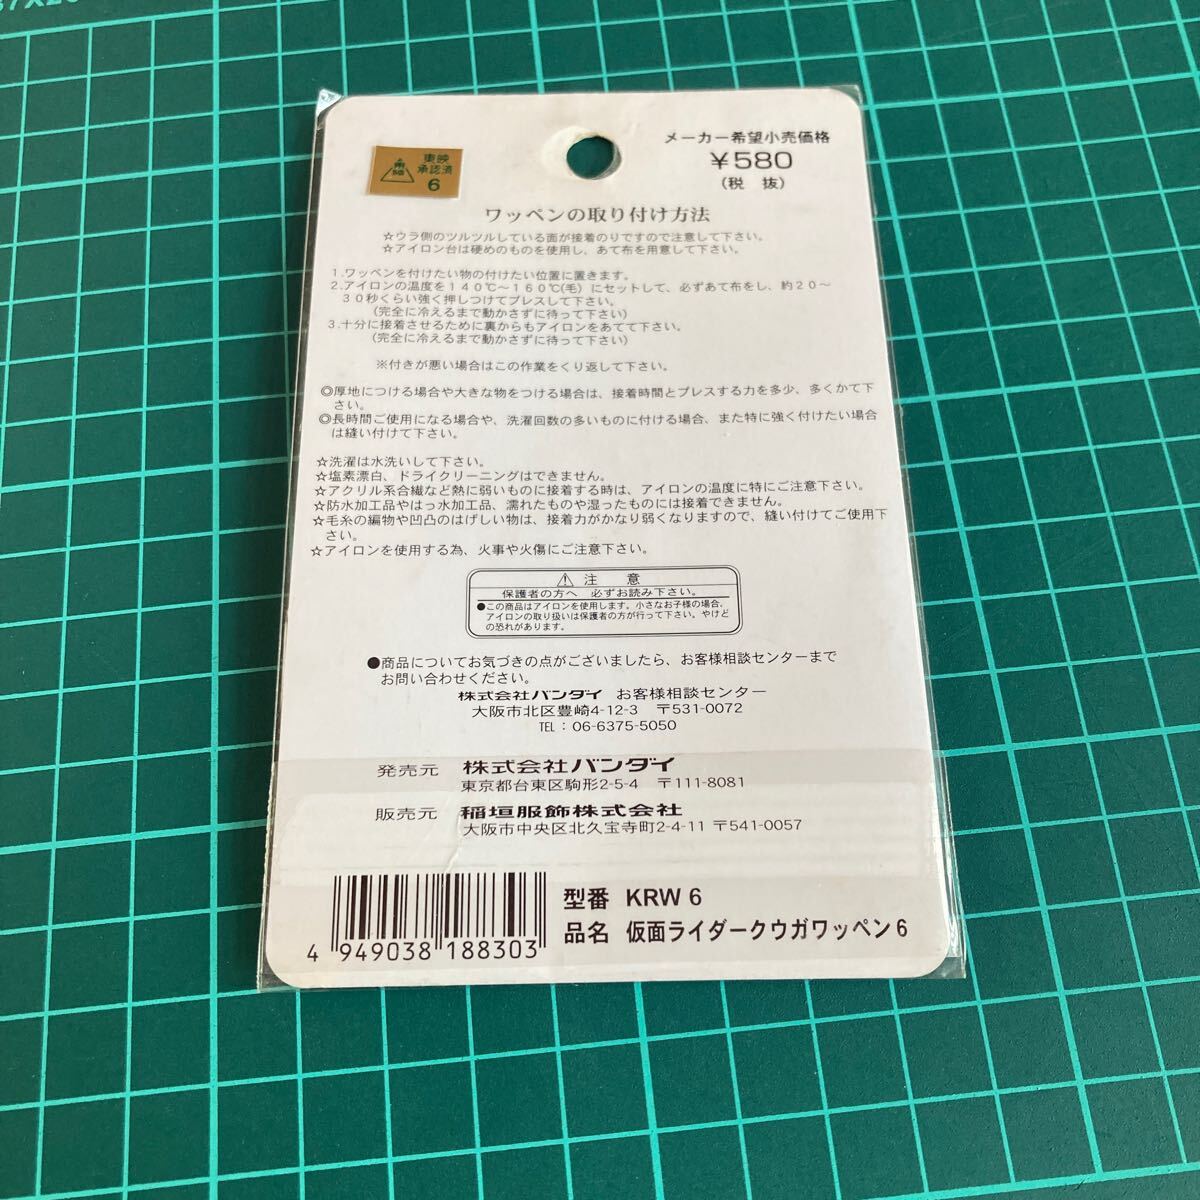 東映
承認済
6
メーカー希望小売価格
¥580
(税 抜)
ワッペンの取り付け方法
☆ウラ側のツルツルしている面が接着のりですので注意して下さい。
☆アイロン台は硬めのものを使用し、あて布を用意して下さい。
1.ワッペンを付けたい物の付けたい位置に置きます。
2.アイロンの温度を140℃〜160℃(毛)にセットして、必ずあて布をし、約20〜
30秒くらい強く押しつけてプレスして下さい。
(完全に冷えるまで動かさずに待って下さい)
3.十分に接着させるために裏からもアイロンをあてて下さい。
(完全に冷えるまで動かさずに待って下さい)
※付きが悪い場合はこの作業をくり返して下さい。
◎厚地につける場合や大きな物をつける場合は、接着時間とプレスする力を多少、多くかて下
さい。
◎長時間ご使用になる場合や、洗濯回数の多いものに付ける場合、また特に強く付けたい場合
は縫い付けて下さい。
☆洗濯は水洗いして下さい。
☆塩素漂白、ドライクリーニングはできません。
☆アクリル系合繊など熱に弱いものに接着する時は、アイロンの温度に特にご注意下さい。
☆防水加工品やはっ水加工品、濡れたものや湿ったものには接着できません。
☆毛糸の編物や凹凸のはげしい物は、接着力がかなり弱くなりますので、縫い付けてご使用下
さい。
☆アイロンを使用する為、火事や火傷にご注意下さい。
⚠ 注 意
保護者の方へ 必ずお読み下さい。
●この商品はアイロンを使用します。小さなお子様の場合、
アイロンの取り扱いは保護者の方が行って下さい。やけど
の恐れがあります。
●商品についてお気づきの点がございましたら、お客様相談センターまで
お問い合わせください。
株式会社バンダイ お客様相談センター
大阪市北区豊崎4-12-3 〒531-0072
TEL：06-6375-5050
発売元 株式会社バンダイ
東京都台東区駒形2-5-4 〒111-8081
販売元 稲垣服飾株式会社
大阪市中央区北久宝寺町2-4-11 〒541-0057
型番 KRW 6
品名 仮面ライダークウガワッペン6
4 949038 188303